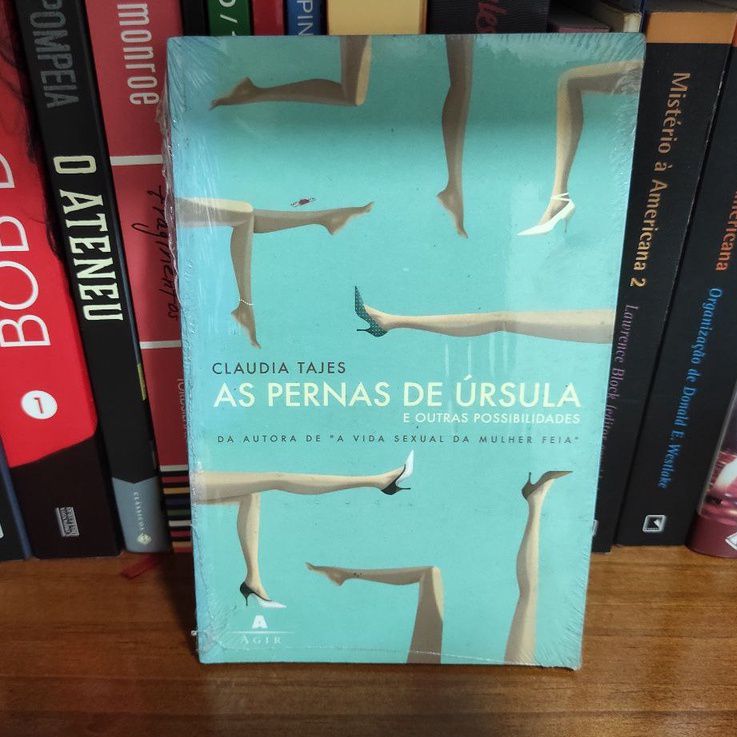 CLAUDIA TAJES
AS PERNAS DE ÚRSULA
E OUTRAS POSSIBILIDADES
DA AUTORA DE "A VIDA SEXUAL DA MULHER FEIA"
A
AGIR
BOB D
1
POMPEIA
O ATENEU
CLÁSSICOS
monroe
Fragmentos
Mistério à Americana 2
Lawrence Block
Americana
Organização de Donald E. Westlake